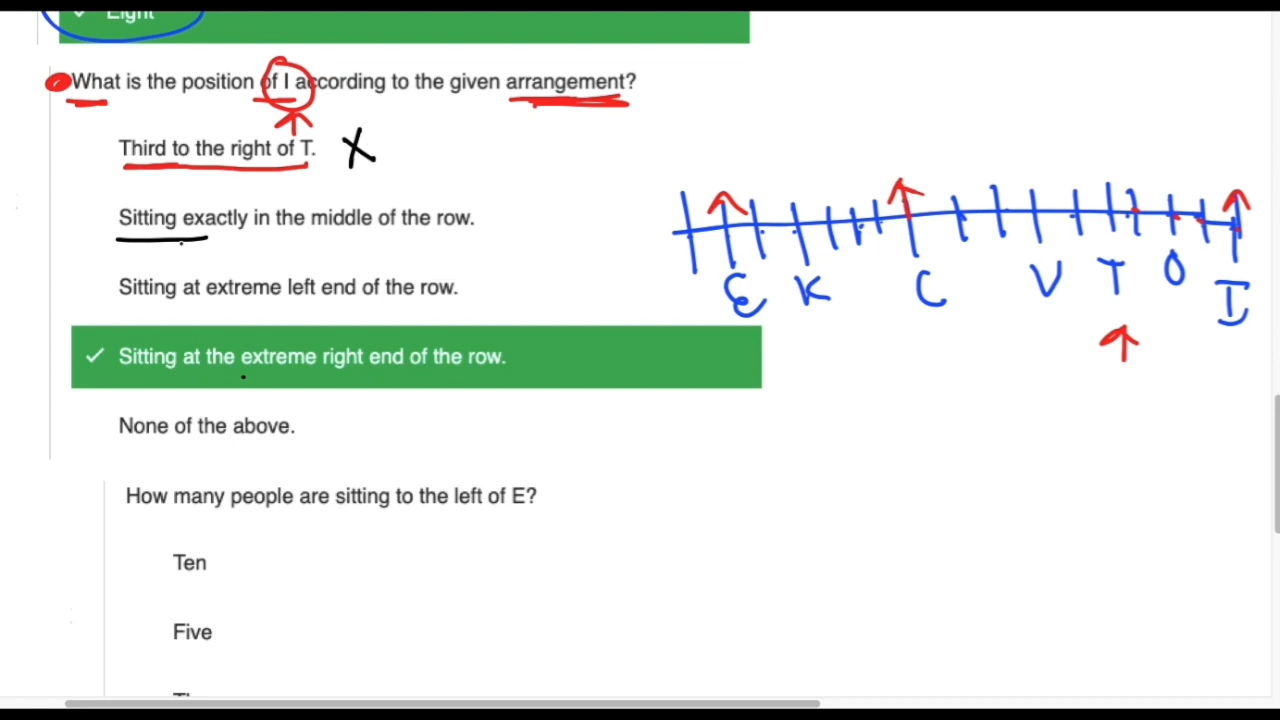 Eight
What is the position of I according to the given arrangement?
Third to the right of T. X
Sitting exactly in the middle of the row.
Sitting at extreme left end of the row.
E K C V T O I
Sitting at the extreme right end of the row.
None of the above.
How many people are sitting to the left of E?
Ten
Five